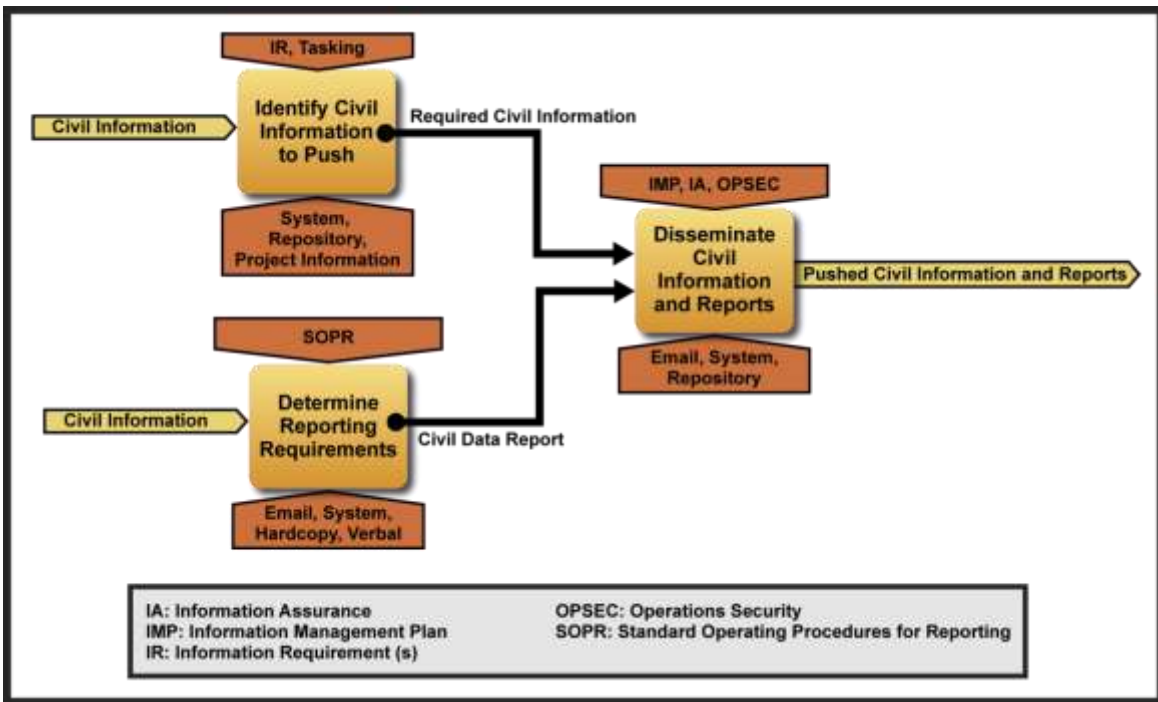 IR, Tasking
Civil Information
Identify Civil
Information
to Push
Required Civil Information
System,
Repository,
Project Information
IMP, IA, OPSEC
Disseminate
Civil
Information
and Reports
Pushed Civil Information and Reports
Email, System,
Repository
SOPR
Civil Information
Determine
Reporting
Requirements
Civil Data Report
Email, System,
Hardcopy, Verbal
IA: Information Assurance
IMP: Information Management Plan
IR: Information Requirement (s)
OPSEC: Operations Security
SOPR: Standard Operating Procedures for Reporting